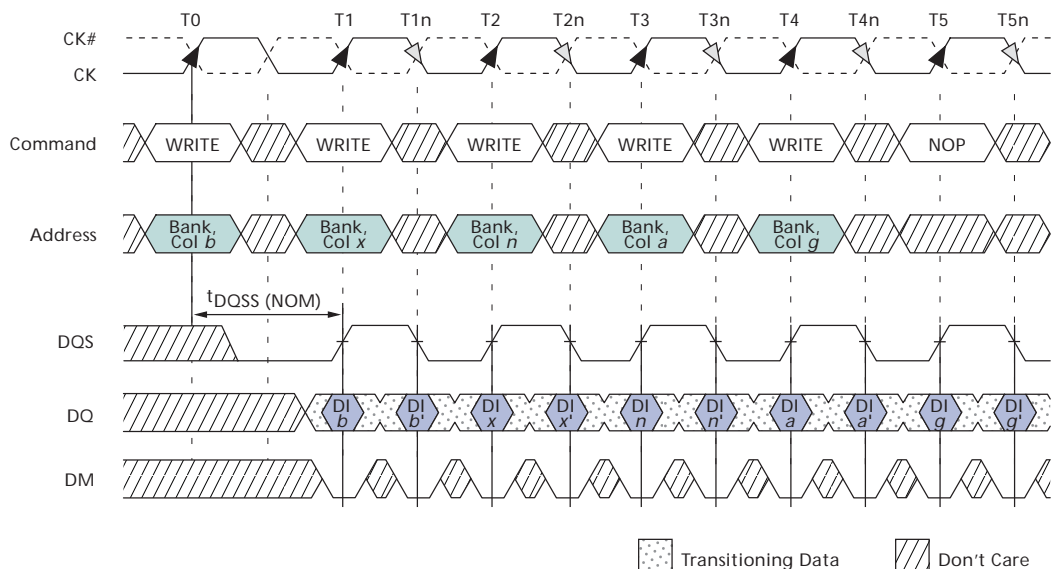 T0 T1 T1n T2 T2n T3 T3n T4 T4n T5 T5n
CK#
CK
Command WRITE WRITE WRITE WRITE WRITE NOP
Address Bank, Col b Bank, Col x Bank, Col n Bank, Col a Bank, Col g
tDQSS (NOM)
DQS
DQ DI b DI b' DI x DI x' DI n DI n' DI a DI a' DI g DI g'
DM
Transitioning Data Don't Care